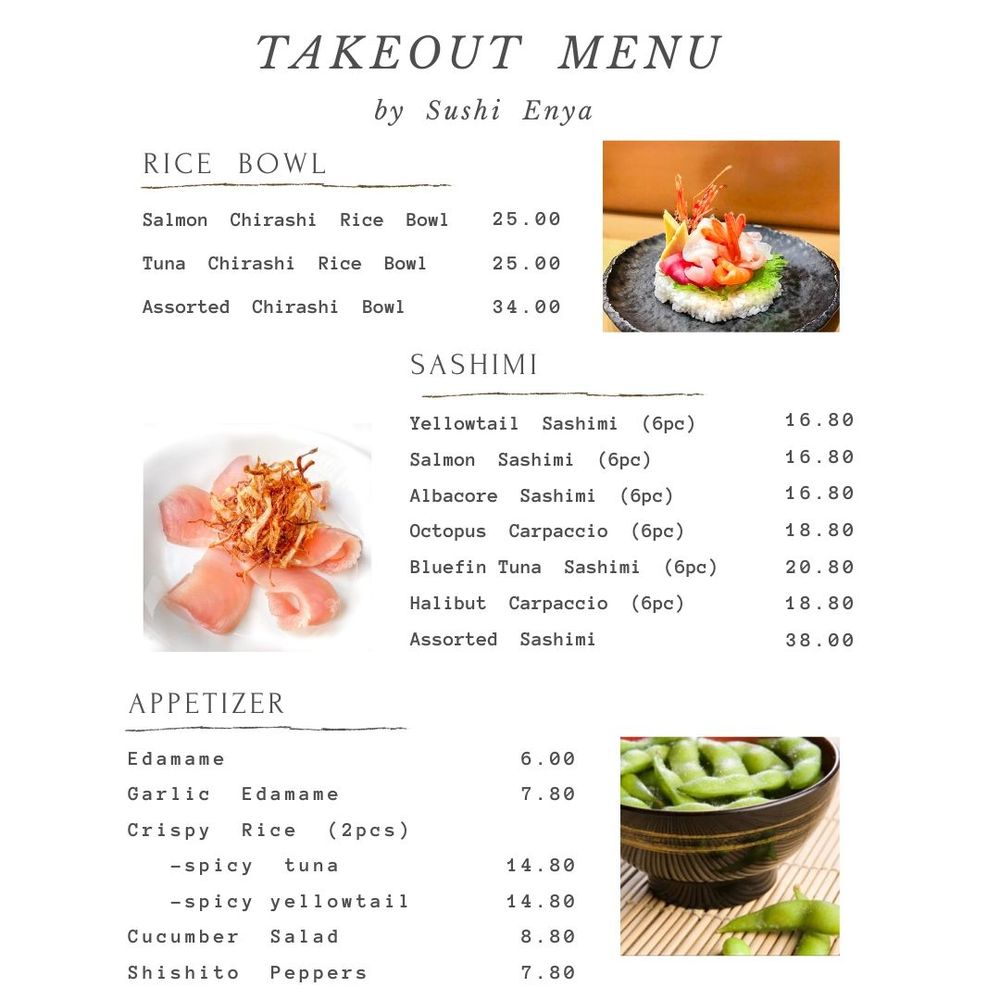 TAKEOUT MENU
by Sushi Enya
RICE BOWL
Salmon Chirashi Rice Bowl 25.00
Tuna Chirashi Rice Bowl 25.00
Assorted Chirashi Bowl 34.00
SASHIMI
Yellowtail Sashimi (6pc) 16.80
Salmon Sashimi (6pc) 16.80
Albacore Sashimi (6pc) 16.80
Octopus Carpaccio (6pc) 18.80
Bluefin Tuna Sashimi (6pc) 20.80
Halibut Carpaccio (6pc) 18.80
Assorted Sashimi 38.00
APPETIZER
Edamame 6.00
Garlic Edamame 7.80
Crispy Rice (2pcs)
-spicy tuna 14.80
-spicy yellowtail 14.80
Cucumber Salad 8.80
Shishito Peppers 7.80